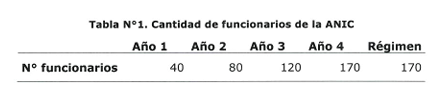 Tabla N°1. Cantidad de funcionarios de la ANIC
Año 1 Año 2 Año 3 Año 4 Régimen
N° funcionarios 40 80 120 170 170